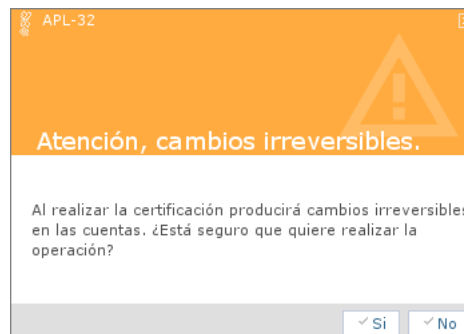 APL-32
Atención, cambios irreversibles.
Al realizar la certificación producirá cambios irreversibles
en las cuentas. ¿Está seguro que quiere realizar la
operación?
Si
No